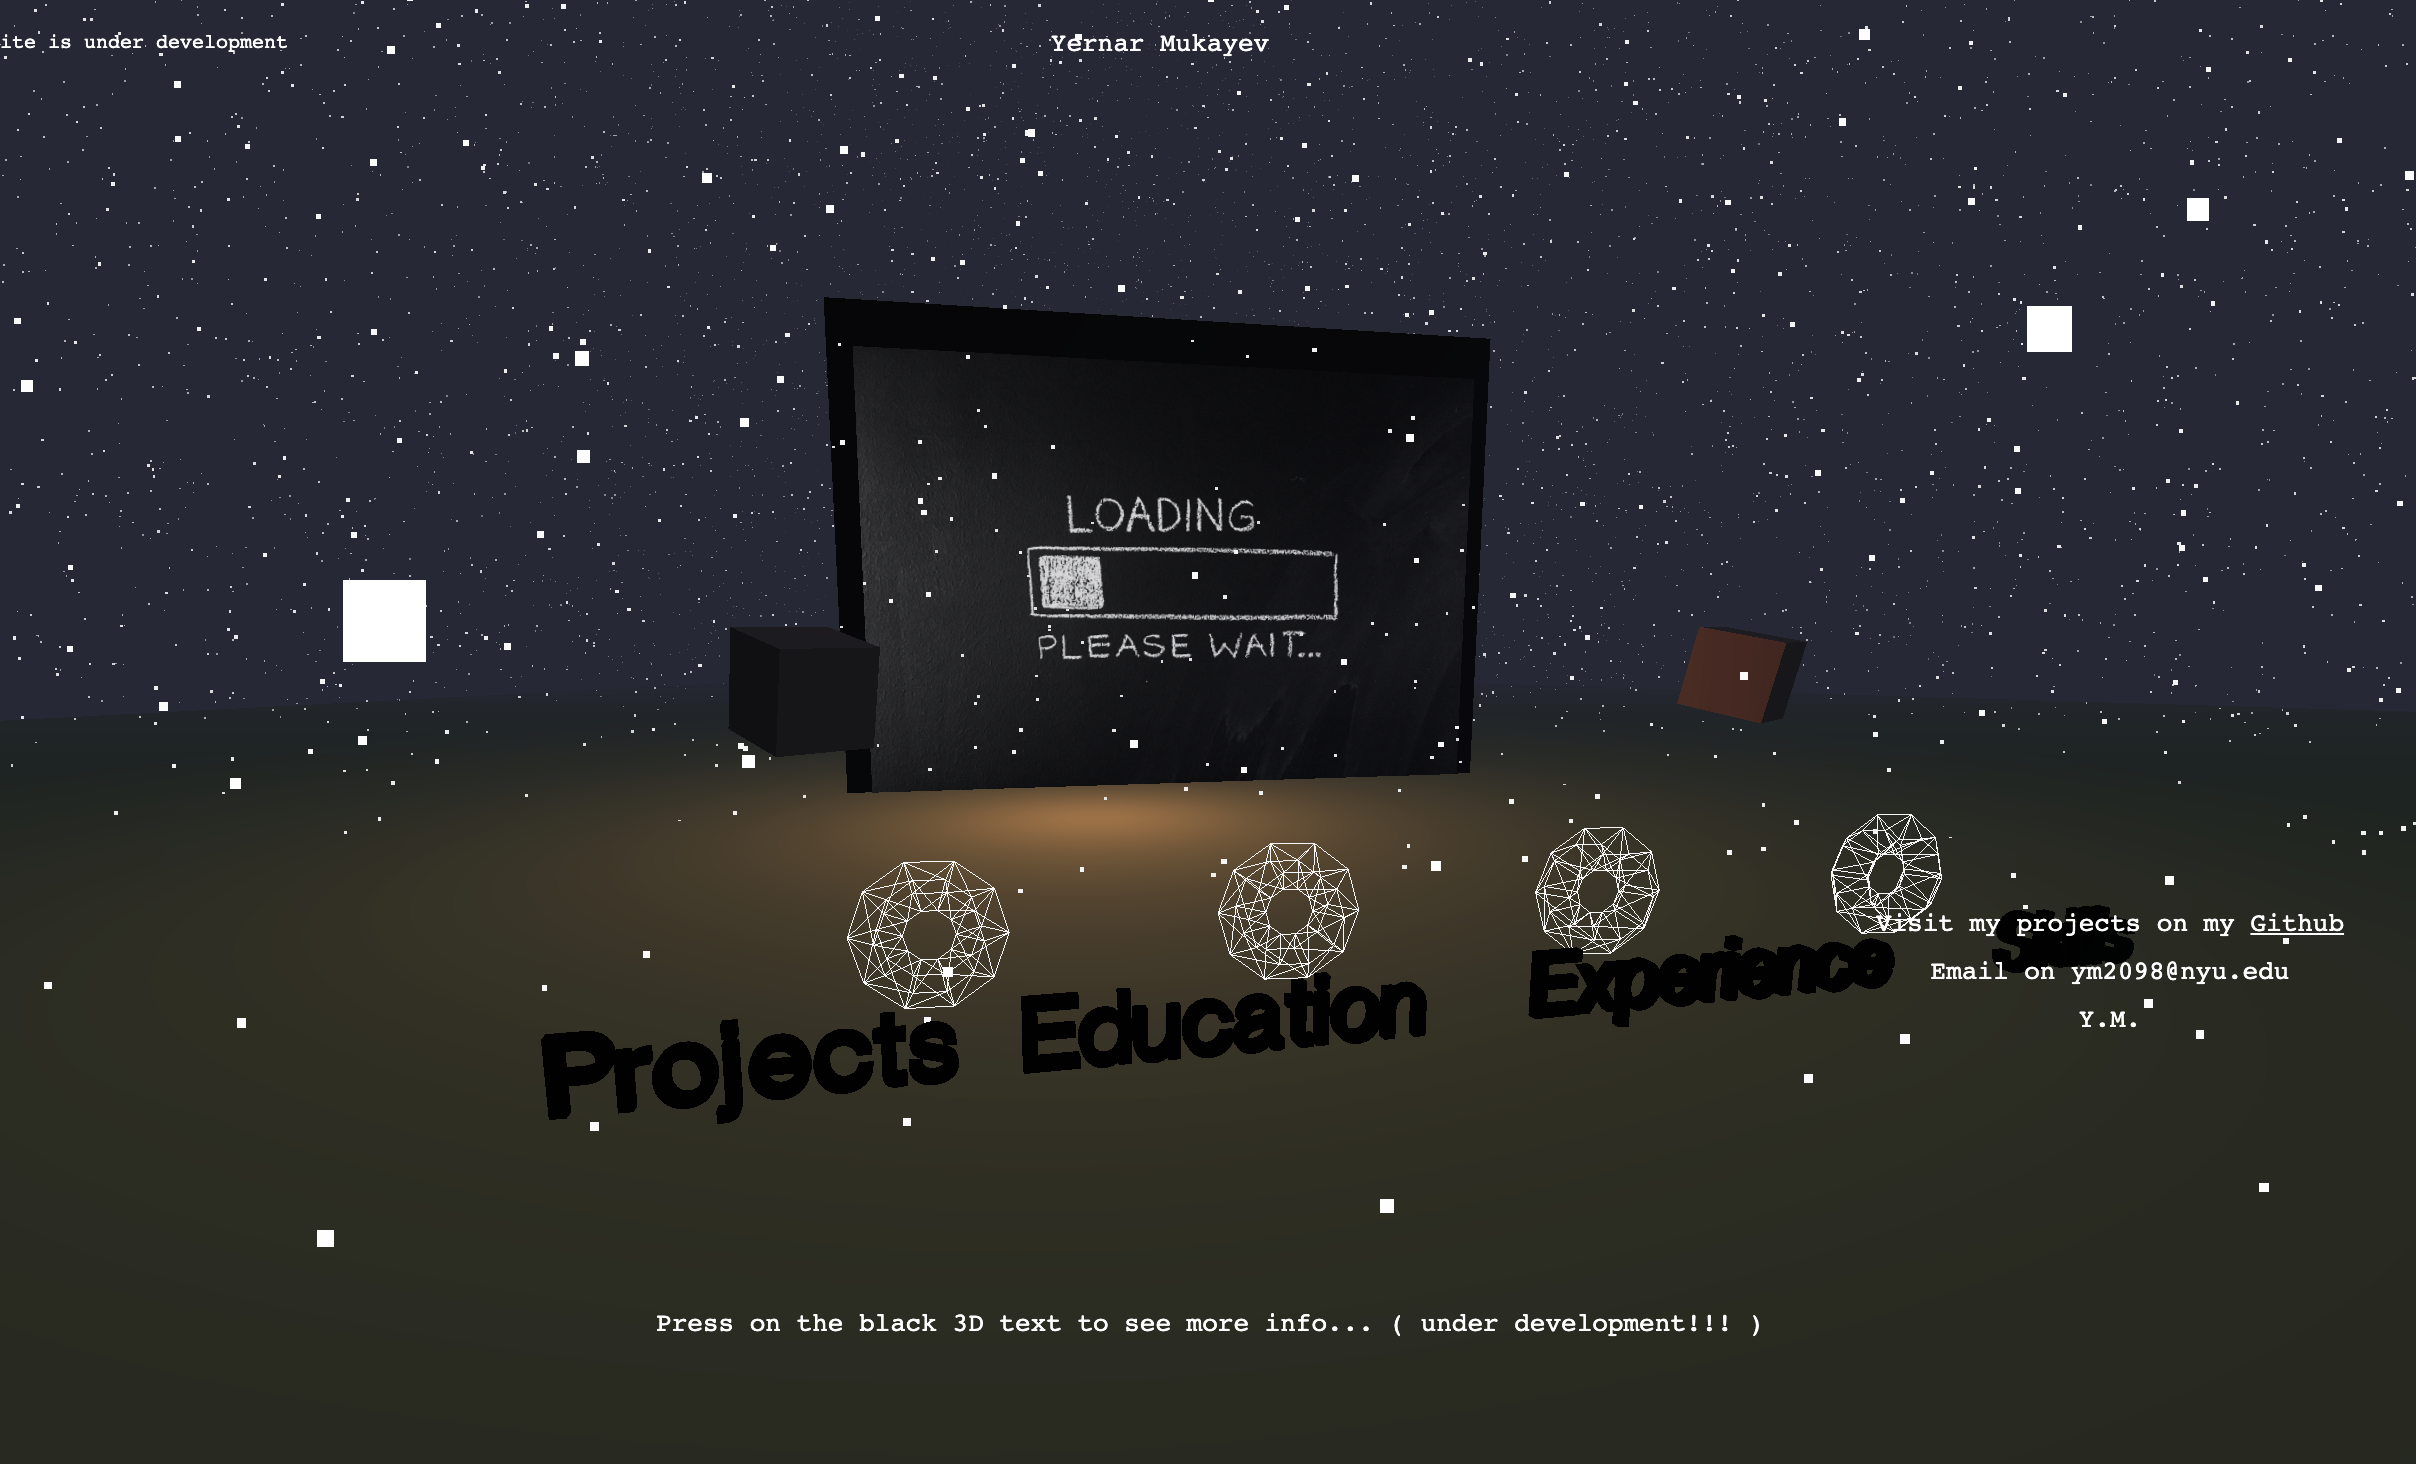 ite is under development
Yernar Mukayev
LOADING
PLEASE WAIT...
Projects
Education
Experience
Skills
Visit my projects on my Github
Email on ym2098@nyu.edu
Y.M.
Press on the black 3D text to see more info... ( under development!!! )